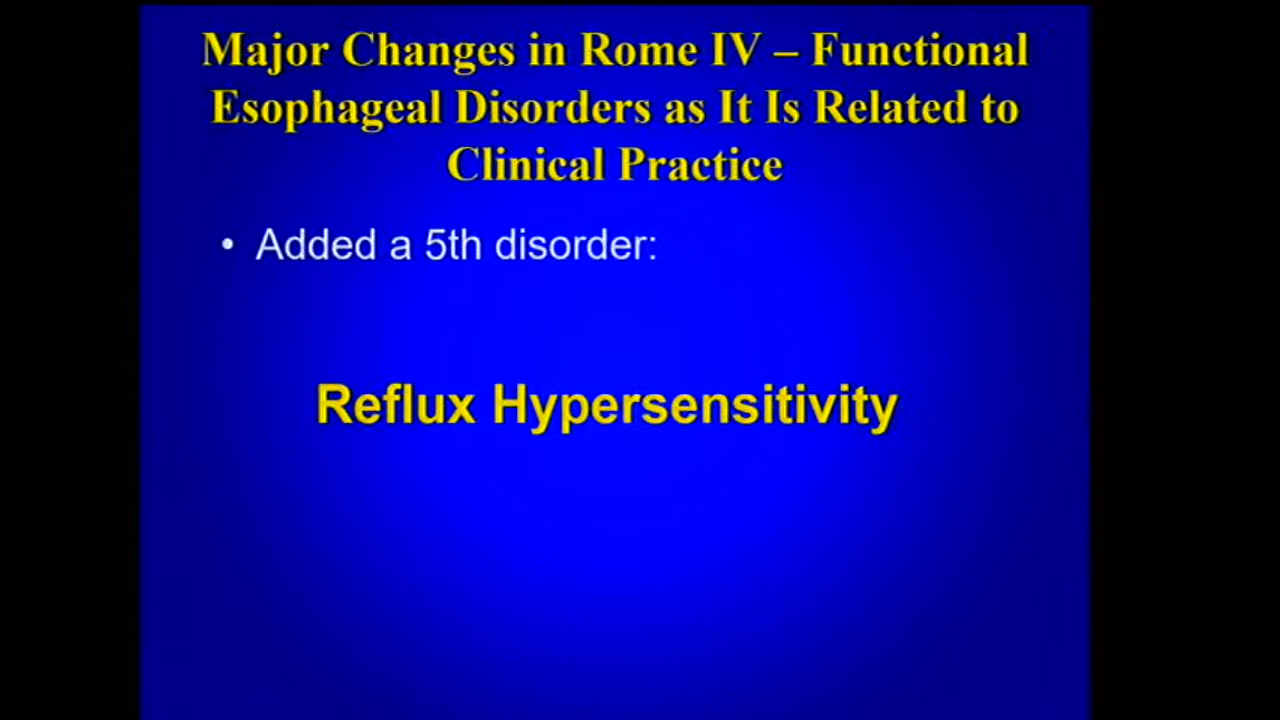 Major Changes in Rome IV – Functional
Esophageal Disorders as It Is Related to
Clinical Practice
• Added a 5th disorder:
Reflux Hypersensitivity